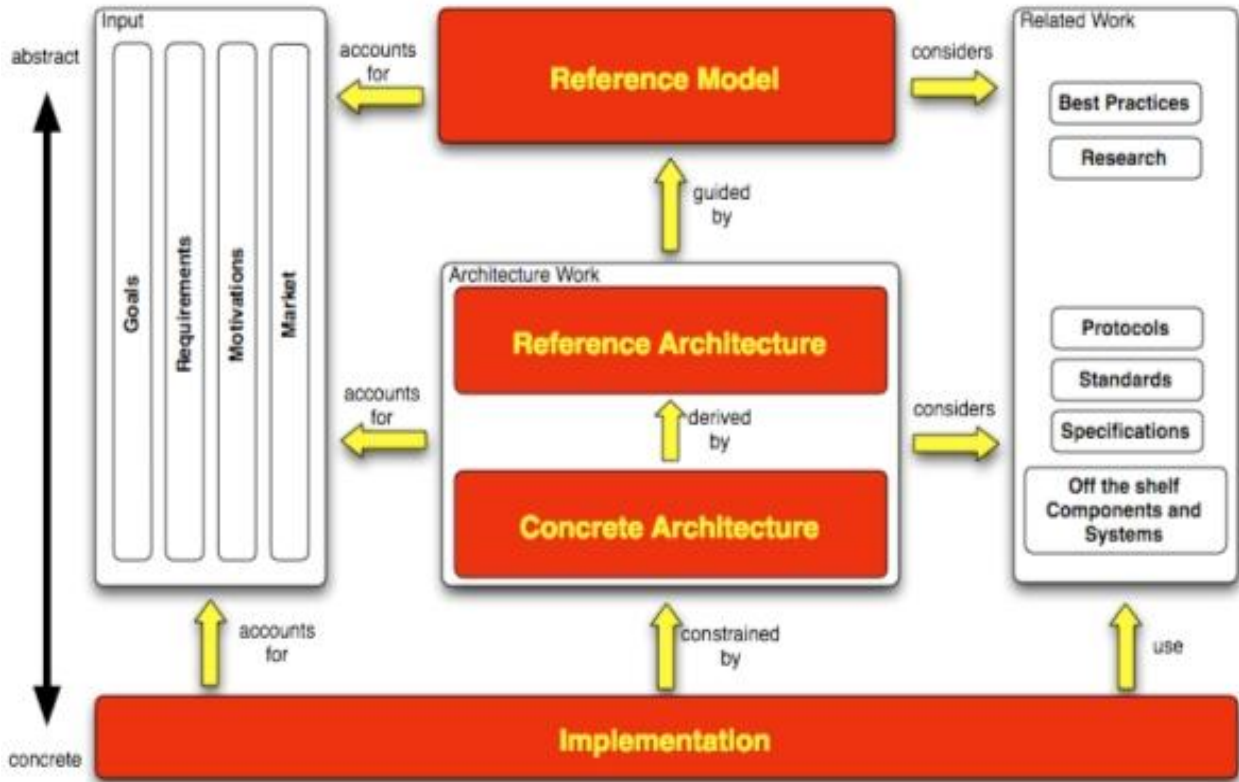 Input
Related Work
abstract
accounts
for
Reference Model
considers
Best Practices
Research
guided
by
Goals
Requirements
Motivations
Market
Architecture Work
Reference Architecture
Protocols
Standards
Specifications
accounts
for
derived
by
considers
Concrete Architecture
Off the shelf
Components and
Systems
accounts
for
constrained
by
use
concrete
Implementation